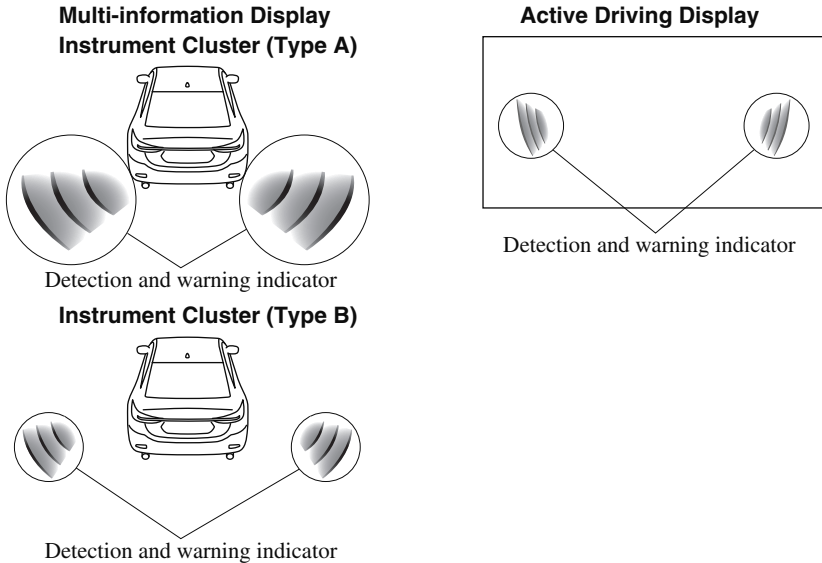 Multi-information Display
Instrument Cluster (Type A)
Detection and warning indicator
Instrument Cluster (Type B)
Detection and warning indicator
Active Driving Display
Detection and warning indicator